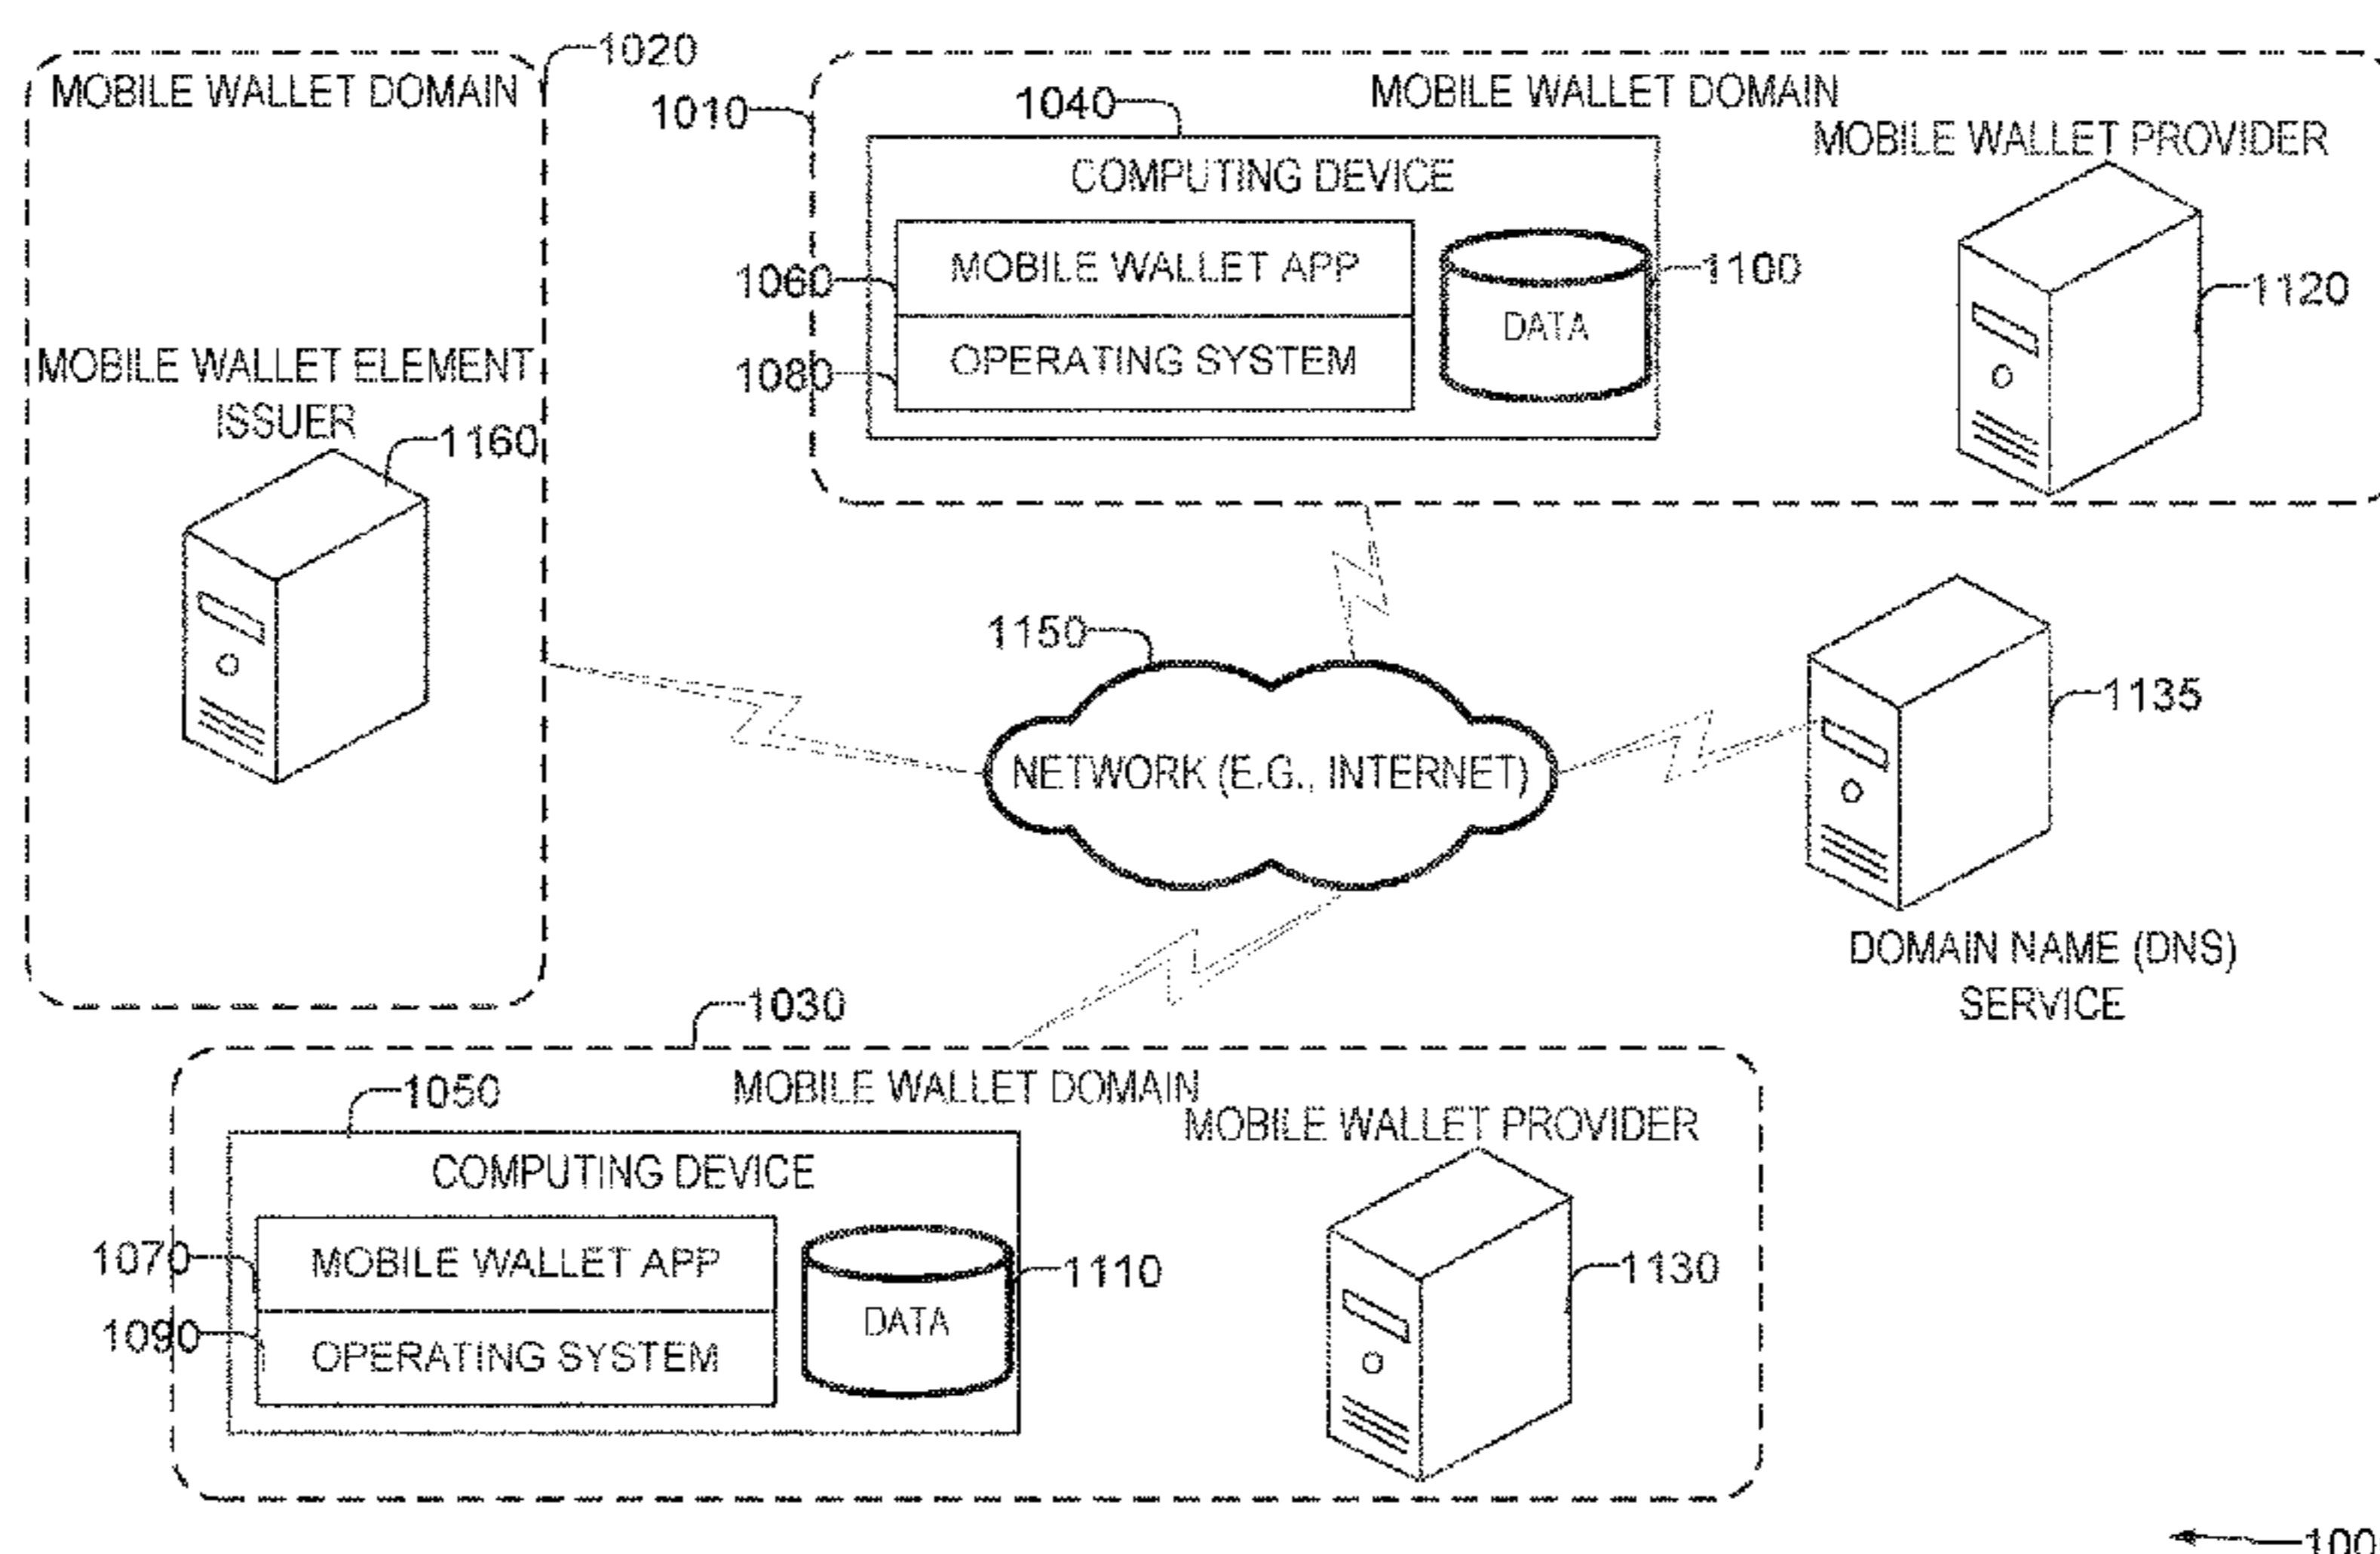 1020
MOBILE WALLET DOMAIN
MOBILE WALLET ELEMENT
ISSUER
1160
1010
MOBILE WALLET DOMAIN
1040
MOBILE WALLET PROVIDER
COMPUTING DEVICE
1060
MOBILE WALLET APP
1100
1120
DATA
1080
OPERATING SYSTEM
1150
NETWORK (E.G., INTERNET)
1135
DOMAIN NAME (DNS)
SERVICE
1030
MOBILE WALLET DOMAIN
1050
MOBILE WALLET PROVIDER
COMPUTING DEVICE
1070
MOBILE WALLET APP
1110
1130
DATA
1090
OPERATING SYSTEM
100